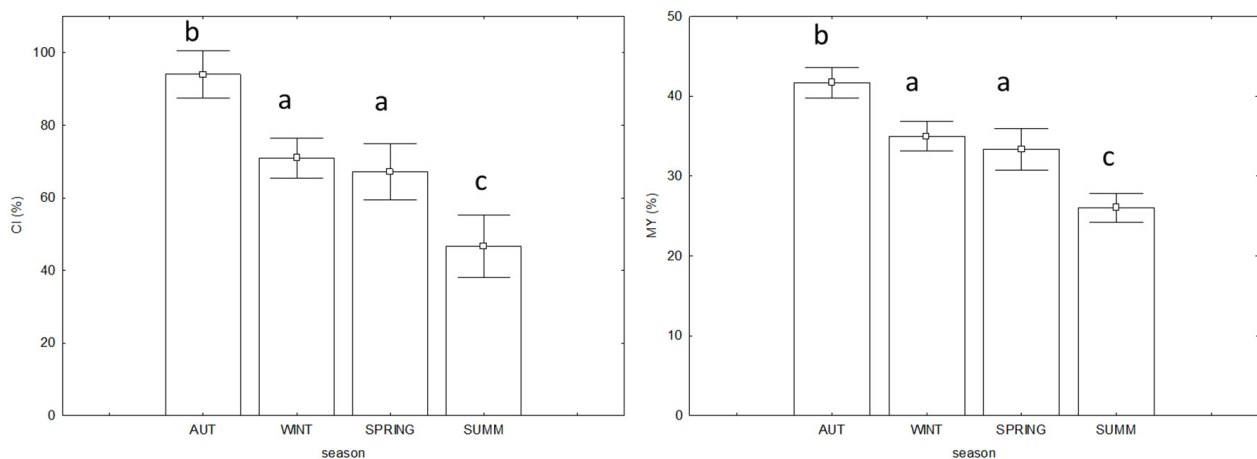 b
a
a
c
100
80
60
40
20
0
CI (%)
AUT WINT SPRING SUMM
season
50
40
30
20
10
0
MY (%)
b
a
a
c
AUT WINT SPRING SUMM
season